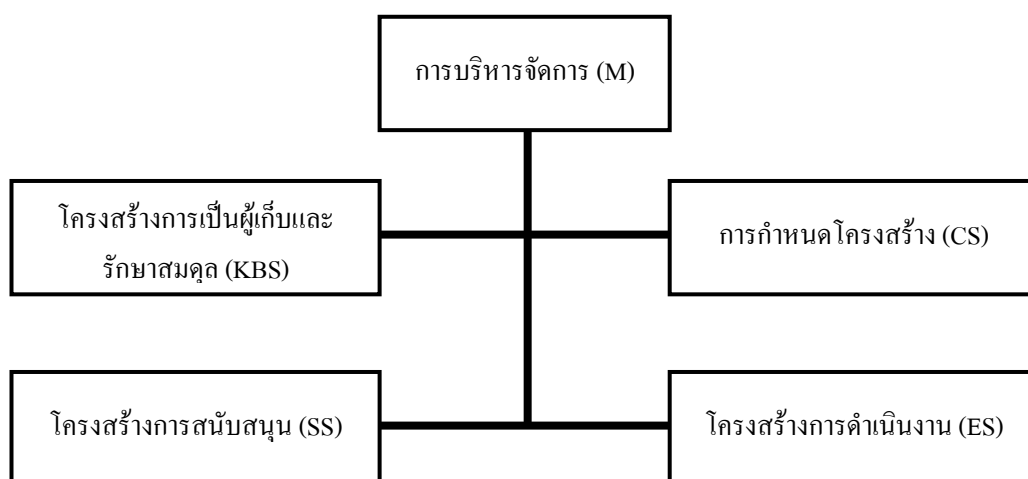 การบริหารจัดการ (M)
โครงสร้างการเป็นผู้เก็บและ
รักษาสมดุล (KBS)
การกำหนดโครงสร้าง (CS)
โครงสร้างการสนับสนุน (SS)
โครงสร้างการดำเนินงาน (ES)